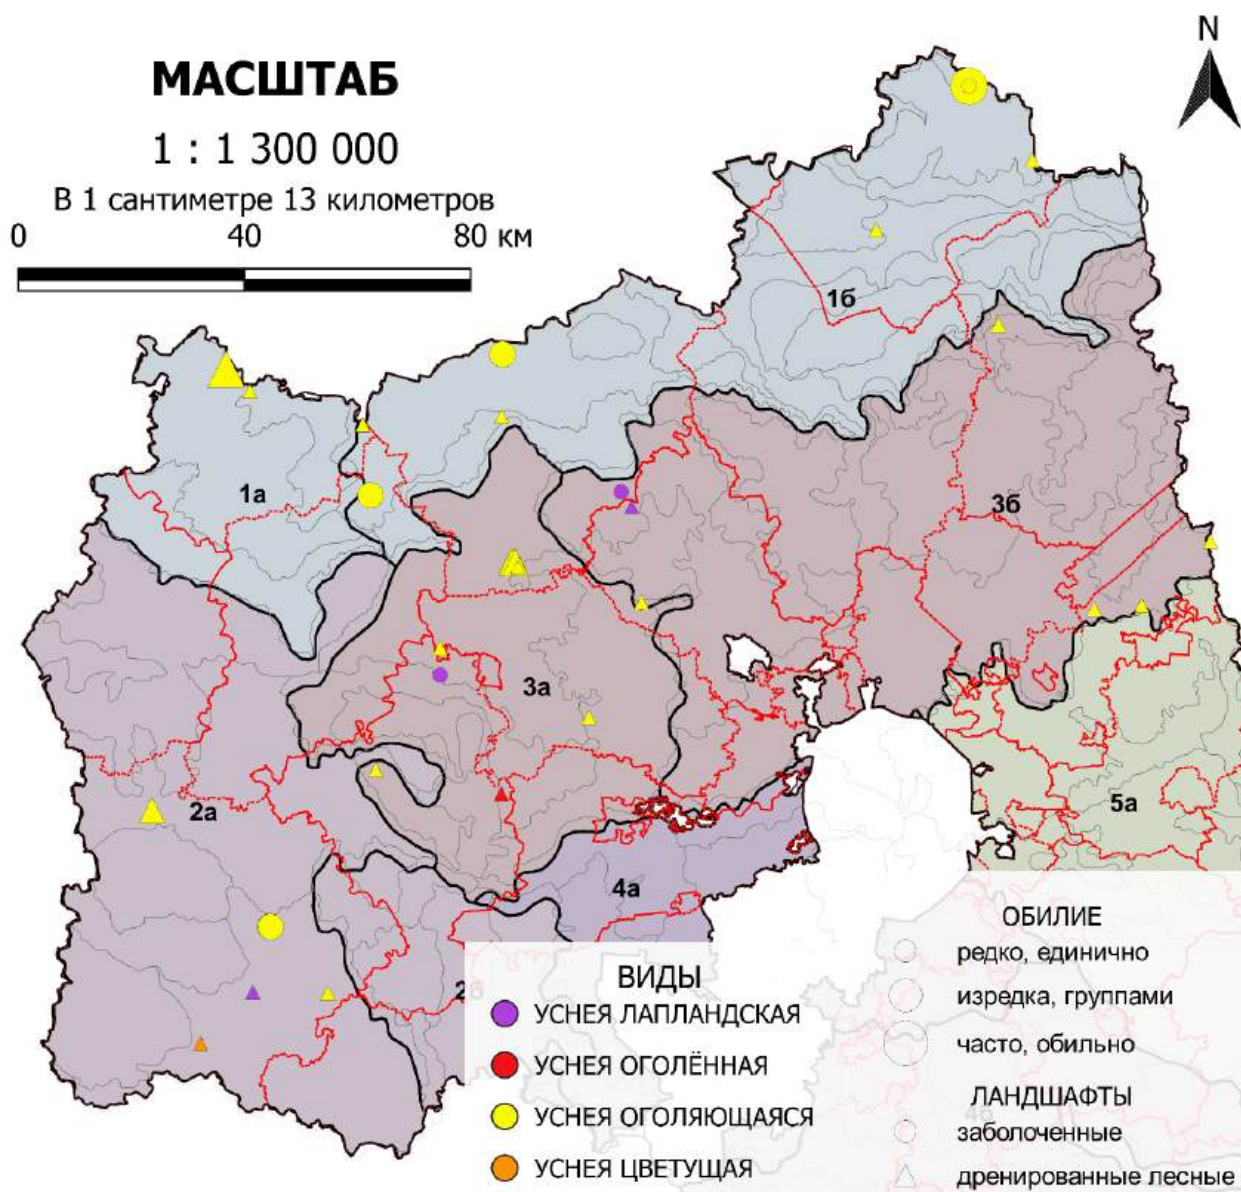 N
МАСШТАБ
1 : 1 300 000
В 1 сантиметре 13 километров
0 40 80 км
1б
1а
3б
3а
2а
5а
4а
2б
ВИДЫ
УСНЕЯ ЛАПЛАНДСКАЯ
УСНЕЯ ОГОЛЁННАЯ
УСНЕЯ ОГОЛЯЮЩАЯСЯ
УСНЕЯ ЦВЕТУЩАЯ
ОБИЛИЕ
редко, единично
изредка, группами
часто, обильно
ЛАНДШАФТЫ
заболоченные
дренированные лесные